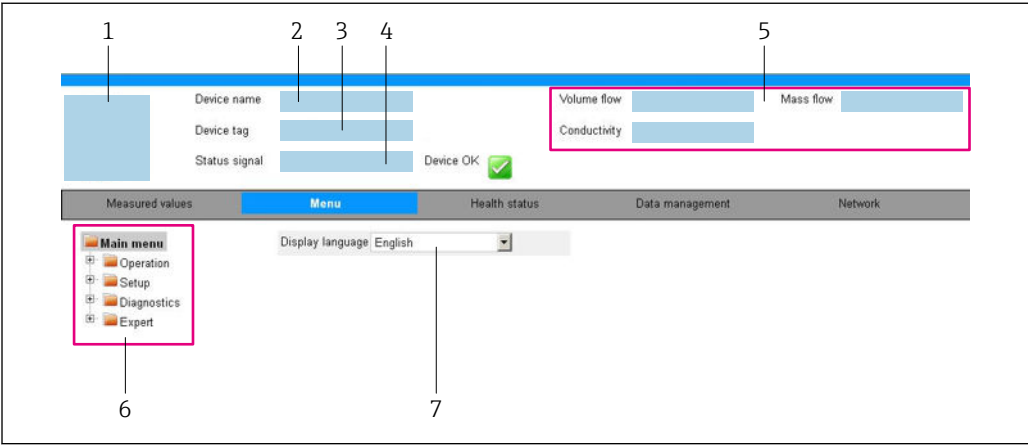 1 2 3 4 5
Device name Volume flow Mass flow
Device tag Conductivity
Status signal Device OK
Measured values Menu Health status Data management Network
Main menu Display language English
Operation
Setup
Diagnostics
Expert
6 7